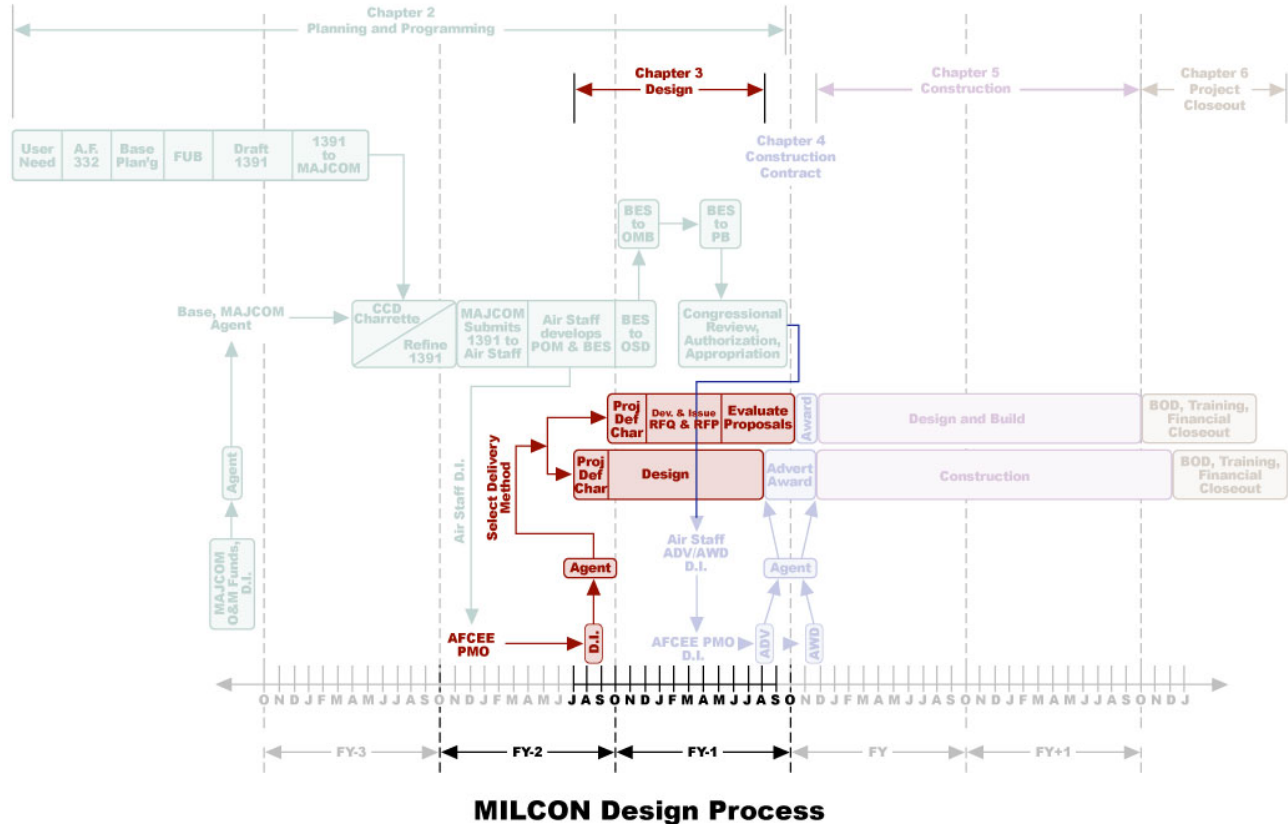 Chapter 2
Planning and Programming
Chapter 3
Design
Chapter 5
Construction
Chapter 6
Project
Closeout
Chapter 4
Construction
Contract
User
Need
A.F.
332
Base
Plan'g
FUB
Draft
1391
1391
to
MAJCOM
BES
to
OMB
BES
to
PB
Base, MAJCOM
Agent
CCD
Charrette
Refine
1391
MAJCOM
Submits
1391 to
Air Staff
Air Staff
develops
POM & BES
BES
to
OSD
Congressional
Review,
Authorization,
Appropriation
Proj
Def
Char
Dev. & Issue
RFQ & RFP
Evaluate
Proposals
Award
Design and Build
BOD, Training,
Financial
Closeout
Proj
Def
Char
Design
Advert
Award
Construction
BOD, Training,
Financial
Closeout
Agent
Air Staff D.I.
Select Delivery
Method
MAJCOM
O&M Funds,
D.I.
Air Staff
ADV/AWD
D.I.
Agent
Agent
AFCEE
PMO
D.I.
AFCEE PMO
D.I.
ADV
AWD
O N D J F M A M J J A S O N D J F M A M J J A S O N D J F M A M J J A S O N D J F M A M J J A S O N D J F M A M J J A S O N D J
FY-3
FY-2
FY-1
FY
FY+1
MILCON Design Process